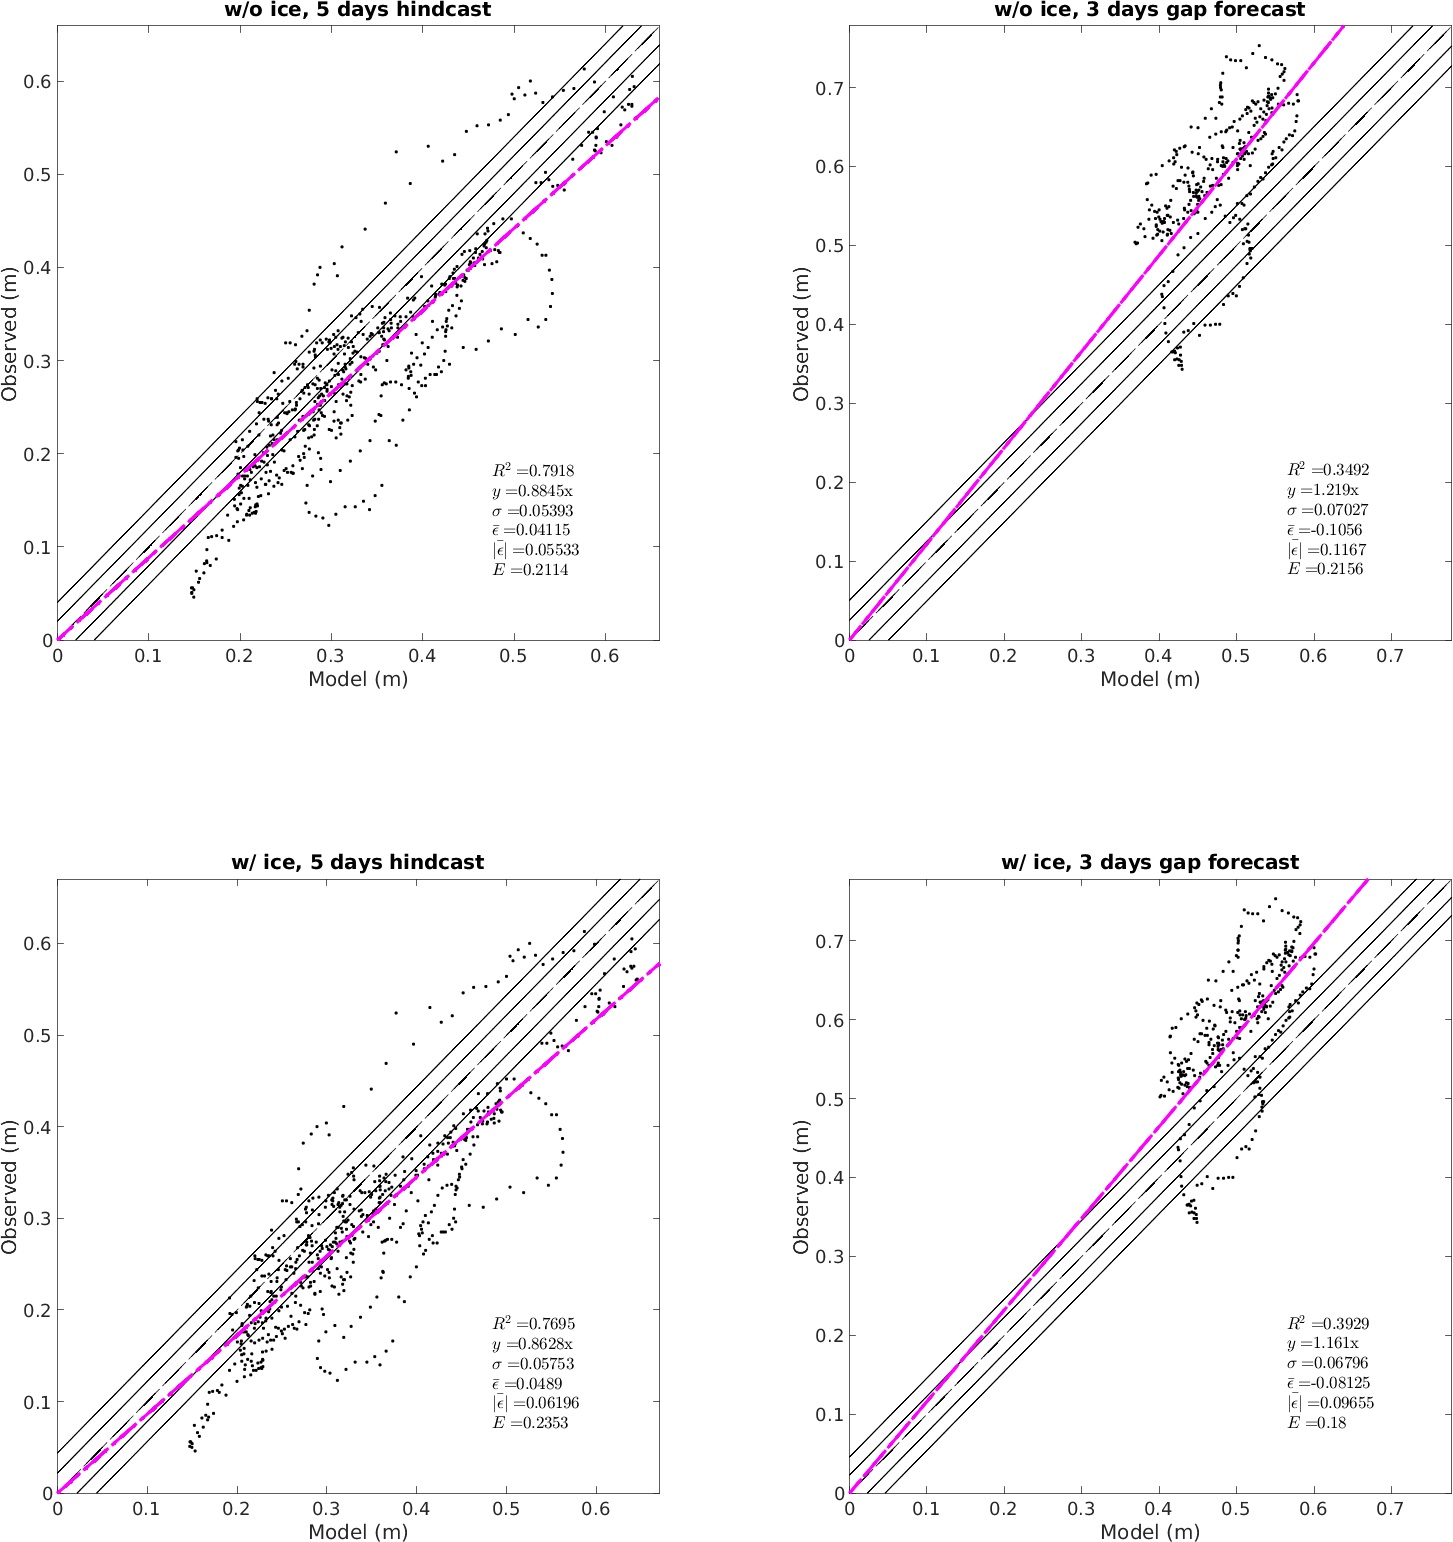 w/o ice, 5 days hindcast
0.6
0.5
0.4
0.3
0.2
0.1
0
Observed (m)
R² =0.7918
y =0.8845x
σ =0.05393
ϵ̄ =0.04115
|ϵ̄| =0.05533
E =0.2114
0 0.1 0.2 0.3 0.4 0.5 0.6
Model (m)
w/o ice, 3 days gap forecast
0.7
0.6
0.5
0.4
0.3
0.2
0.1
0
Observed (m)
R² =0.3492
y =1.219x
σ =0.07027
ϵ̄ =-0.1056
|ϵ̄| =0.1167
E =0.2156
0 0.1 0.2 0.3 0.4 0.5 0.6 0.7
Model (m)
w/ ice, 5 days hindcast
0.6
0.5
0.4
0.3
0.2
0.1
0
Observed (m)
R² =0.7695
y =0.8628x
σ =0.05753
ϵ̄ =0.0489
|ϵ̄| =0.06196
E =0.2353
0 0.1 0.2 0.3 0.4 0.5 0.6
Model (m)
w/ ice, 3 days gap forecast
0.7
0.6
0.5
0.4
0.3
0.2
0.1
0
Observed (m)
R² =0.3929
y =1.161x
σ =0.06796
ϵ̄ =-0.08125
|ϵ̄| =0.09655
E =0.18
0 0.1 0.2 0.3 0.4 0.5 0.6 0.7
Model (m)